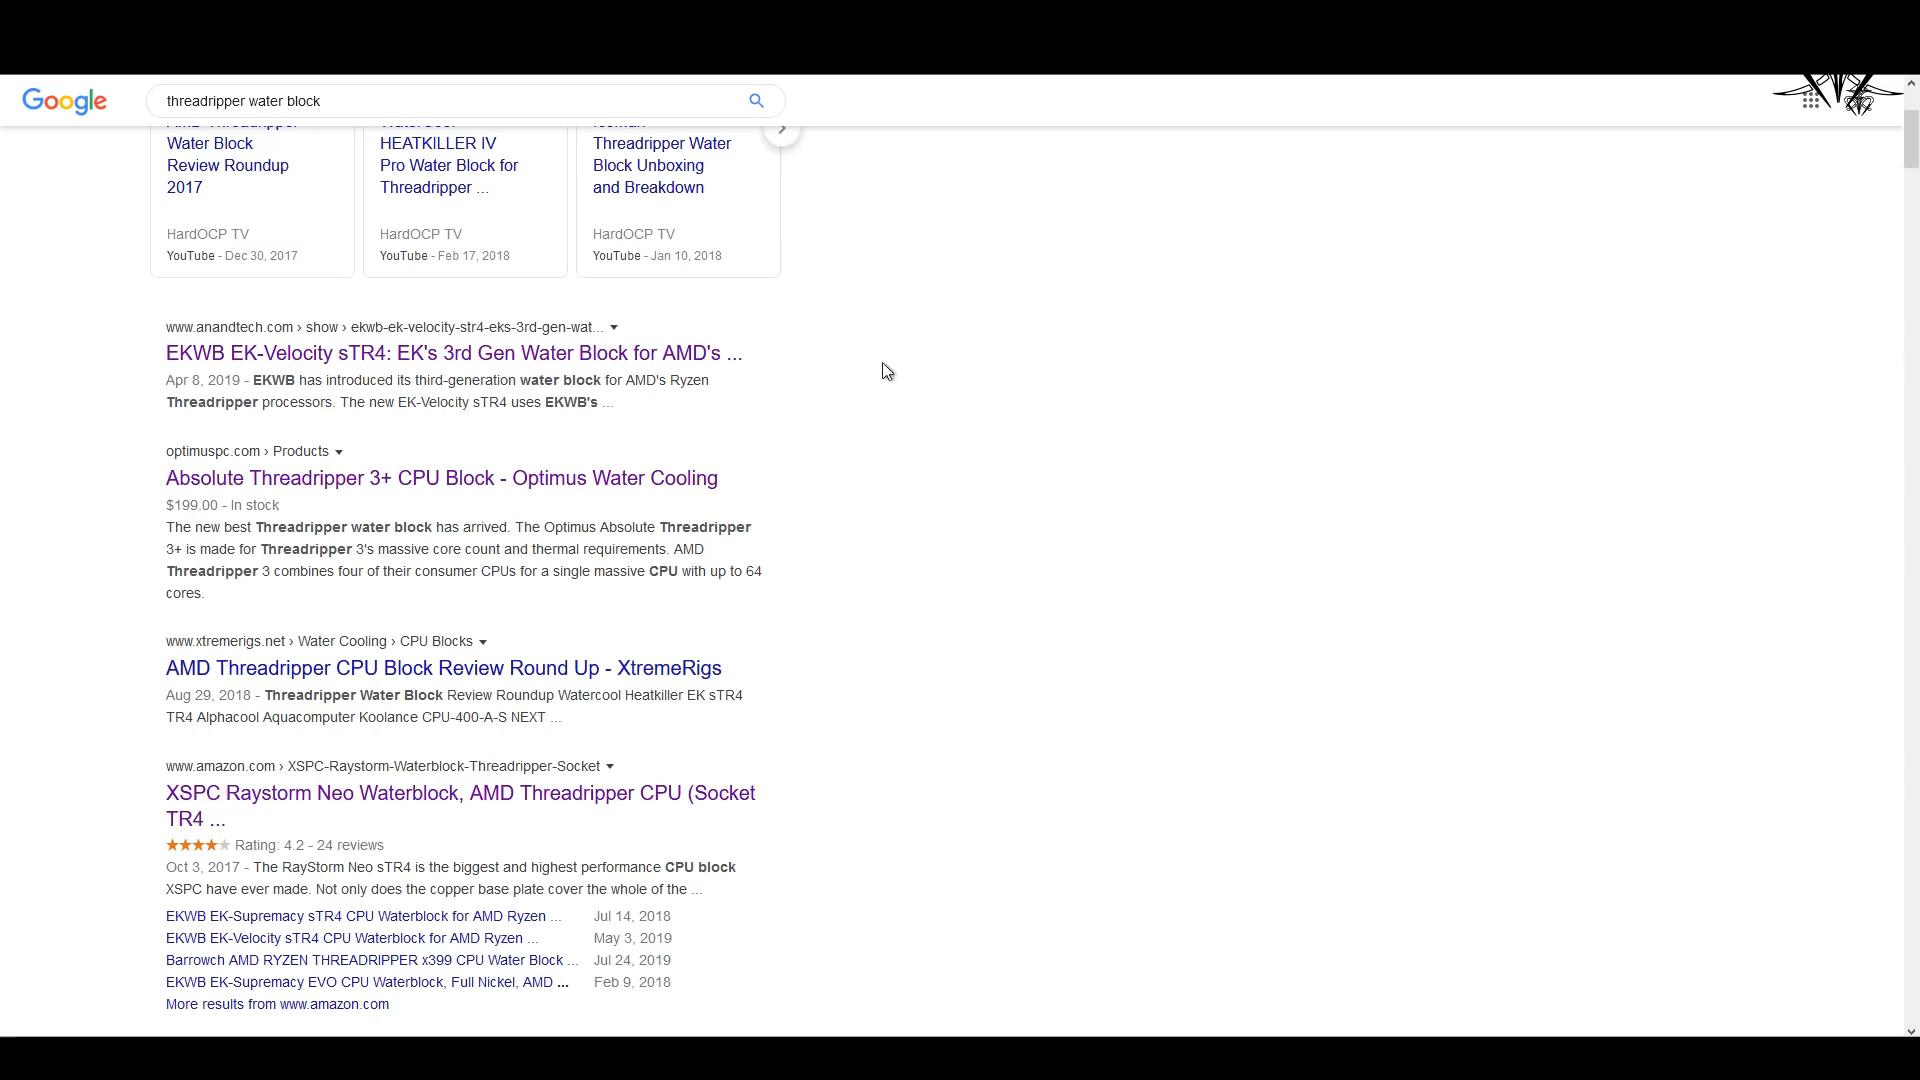 Google
threadripper water block
Water Block
Review Roundup
2017
HardOCP TV
YouTube - Dec 30, 2017
HEATKILLER IV
Pro Water Block for
Threadripper ...
HardOCP TV
YouTube - Feb 17, 2018
Threadripper Water
Block Unboxing
and Breakdown
HardOCP TV
YouTube - Jan 10, 2018
www.anandtech.com › show › ekwb-ek-velocity-str4-eks-3rd-gen-wat...
EKWB EK-Velocity sTR4: EK's 3rd Gen Water Block for AMD's ...
Apr 8, 2019 - EKWB has introduced its third-generation water block for AMD's Ryzen
Threadripper processors. The new EK-Velocity sTR4 uses EKWB's ...
optimuspc.com › Products
Absolute Threadripper 3+ CPU Block - Optimus Water Cooling
$199.00 - In stock
The new best Threadripper water block has arrived. The Optimus Absolute Threadripper
3+ is made for Threadripper 3's massive core count and thermal requirements. AMD
Threadripper 3 combines four of their consumer CPUs for a single massive CPU with up to 64
cores.
www.xtremerigs.net › Water Cooling › CPU Blocks
AMD Threadripper CPU Block Review Round Up - XtremeRigs
Aug 29, 2018 - Threadripper Water Block Review Roundup Watercool Heatkiller EK sTR4
TR4 Alphacool Aquacomputer Koolance CPU-400-A-S NEXT ...
www.amazon.com › XSPC-Raystorm-Waterblock-Threadripper-Socket
XSPC Raystorm Neo Waterblock, AMD Threadripper CPU (Socket
TR4 ...
Rating: 4.2 - 24 reviews
Oct 3, 2017 - The RayStorm Neo sTR4 is the biggest and highest performance CPU block
XSPC have ever made. Not only does the copper base plate cover the whole of the ...
EKWB EK-Supremacy sTR4 CPU Waterblock for AMD Ryzen ... Jul 14, 2018
EKWB EK-Velocity sTR4 CPU Waterblock for AMD Ryzen ... May 3, 2019
Barrowch AMD RYZEN THREADRIPPER x399 CPU Water Block ... Jul 24, 2019
EKWB EK-Supremacy EVO CPU Waterblock, Full Nickel, AMD ... Feb 9, 2018
More results from www.amazon.com